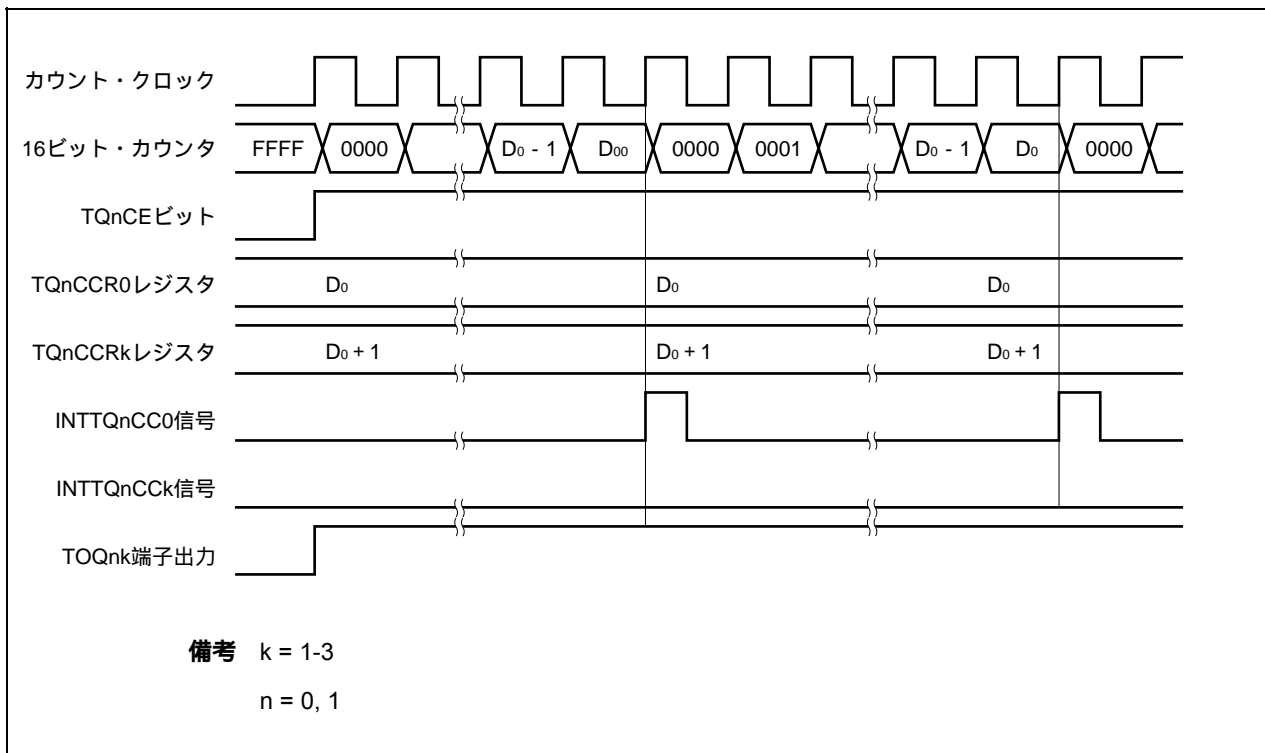 カウント・クロック
16ビット・カウンタ FFFF 0000 D0 - 1 D00 0000 0001 D0 - 1 D0 0000
TQnCEビット
TQnCCR0レジスタ D0 D0 D0
TQnCCRkレジスタ D0 + 1 D0 + 1 D0 + 1
INTTQnCC0信号
INTTQnCCk信号
TOQnk端子出力
備考 k = 1-3
n = 0, 1